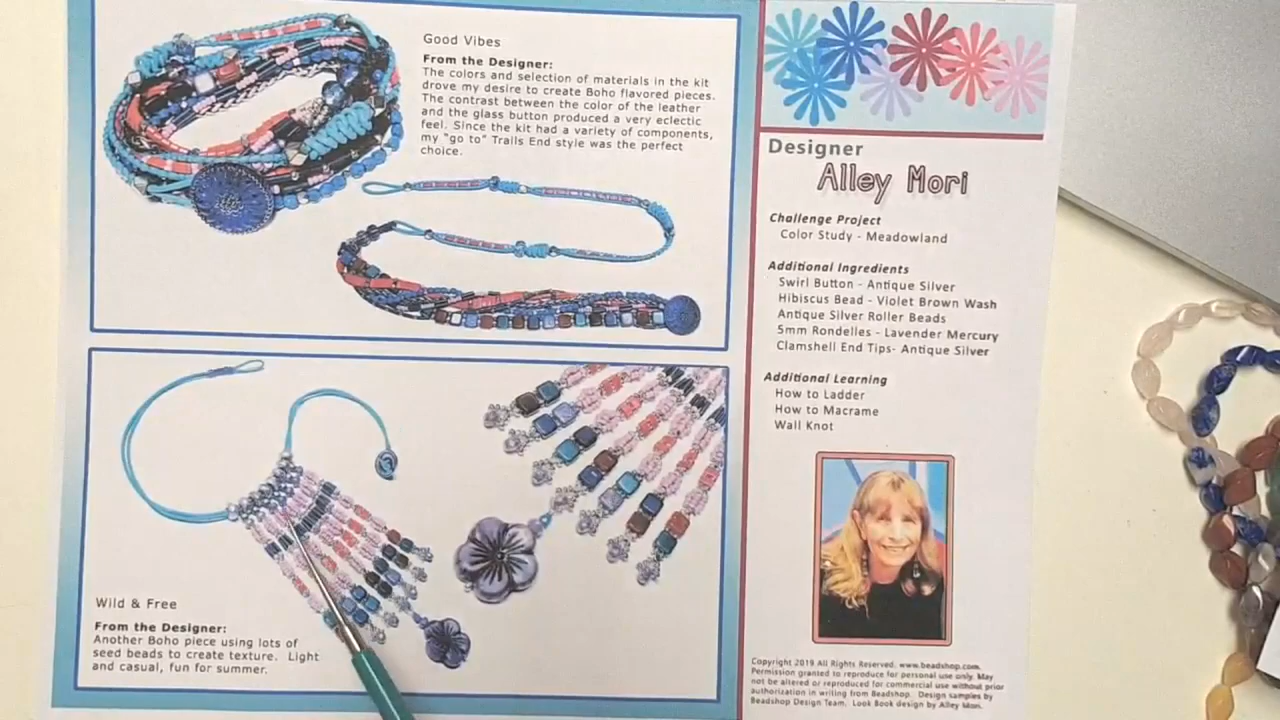 Good Vibes
From the Designer:
The colors and selection of materials in the kit
drove my desire to create Boho flavored pieces.
The contrast between the color of the leather
and the glass button produced a very eclectic
feel. Since the kit had a variety of components,
my “go to” Trails End style was the perfect
choice.
Wild & Free
From the Designer:
Another Boho piece using lots of
seed beads to create texture. Light
and casual, fun for summer.
Designer
Alley Mori
Challenge Project
Color Study - Meadowland
Additional Ingredients
Swirl Button - Antique Silver
Hibiscus Bead - Violet Brown Wash
Antique Silver Roller Beads
5mm Rondelles - Lavender Mercury
Clamshell End Tips- Antique Silver
Additional Learning
How to Ladder
How to Macrame
Wall Knot
Copyright 2019 All Rights Reserved. www.beadshop.com.
Permission granted to reproduce for personal use only. May
not be altered or reproduced for commercial use without prior
authorization in writing from Beadshop. Design samples by
Beadshop Design Team. Look Book design by Alley Mori.